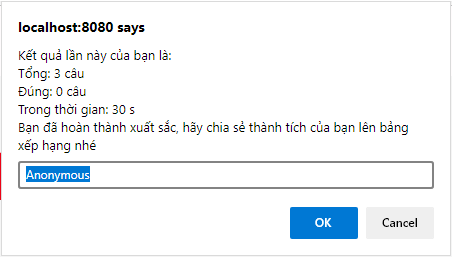 localhost:8080 says
Kết quả lần này của bạn là:
Tổng: 3 câu
Đúng: 0 câu
Trong thời gian: 30 s
Bạn đã hoàn thành xuất sắc, hãy chia sẻ thành tích của bạn lên bảng
xếp hạng nhé
Anonymous
OK Cancel